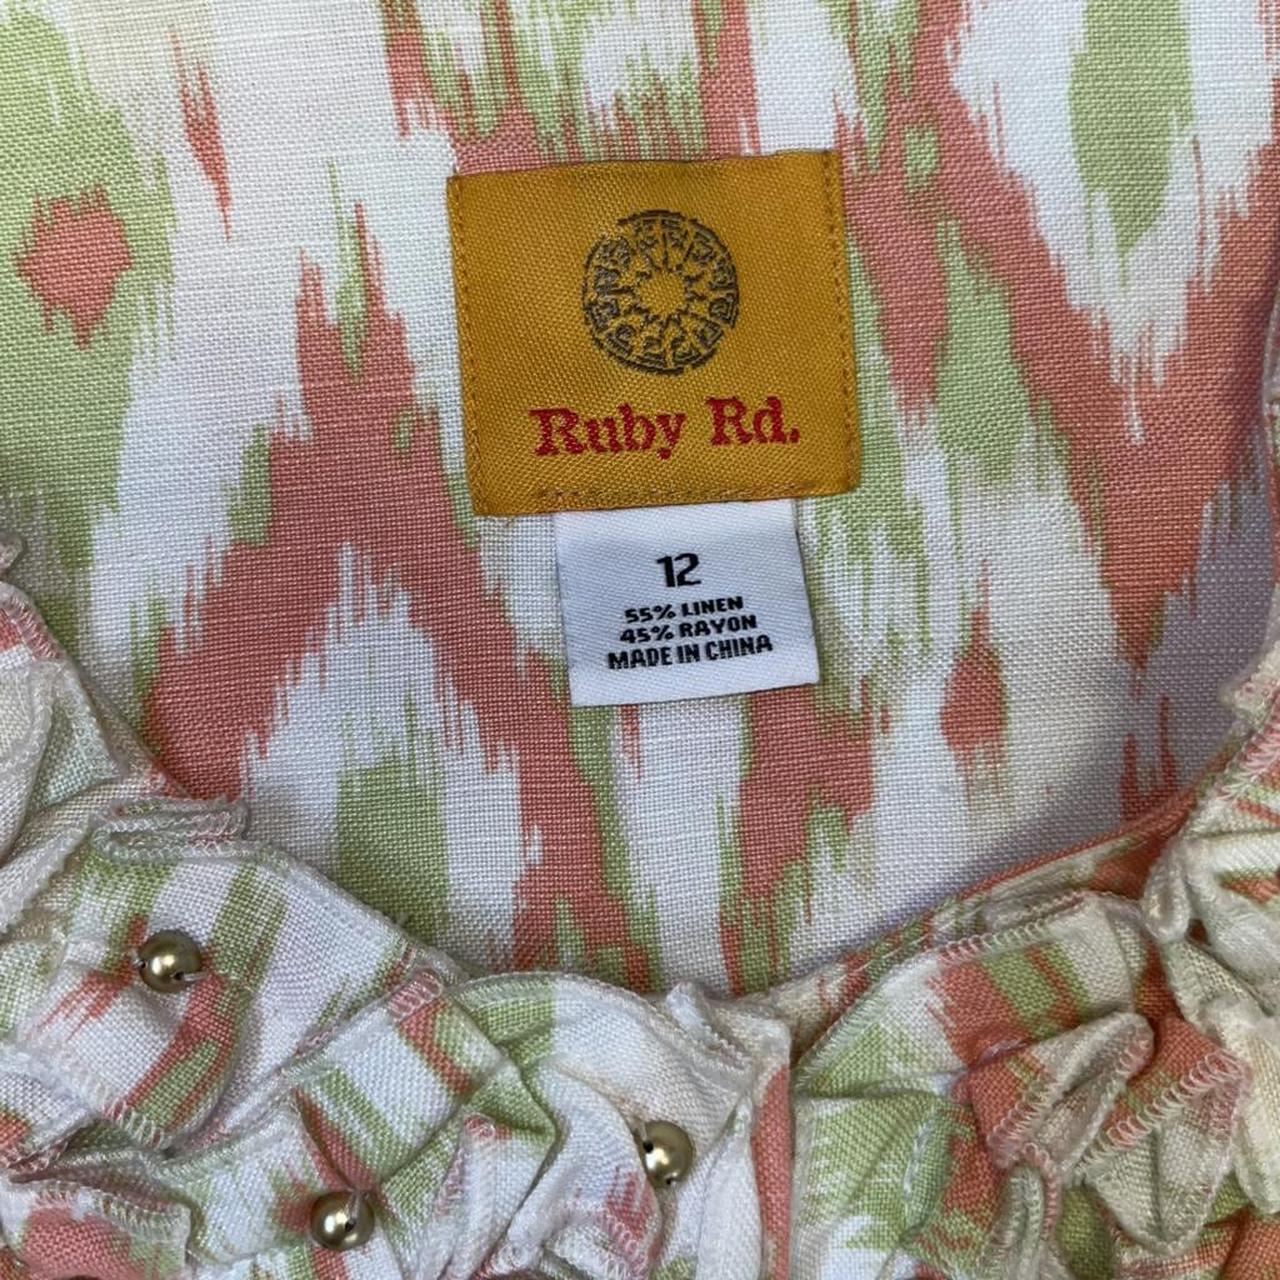 Ruby Rd.
12
55% LINEN
45% RAYON
MADE IN CHINA